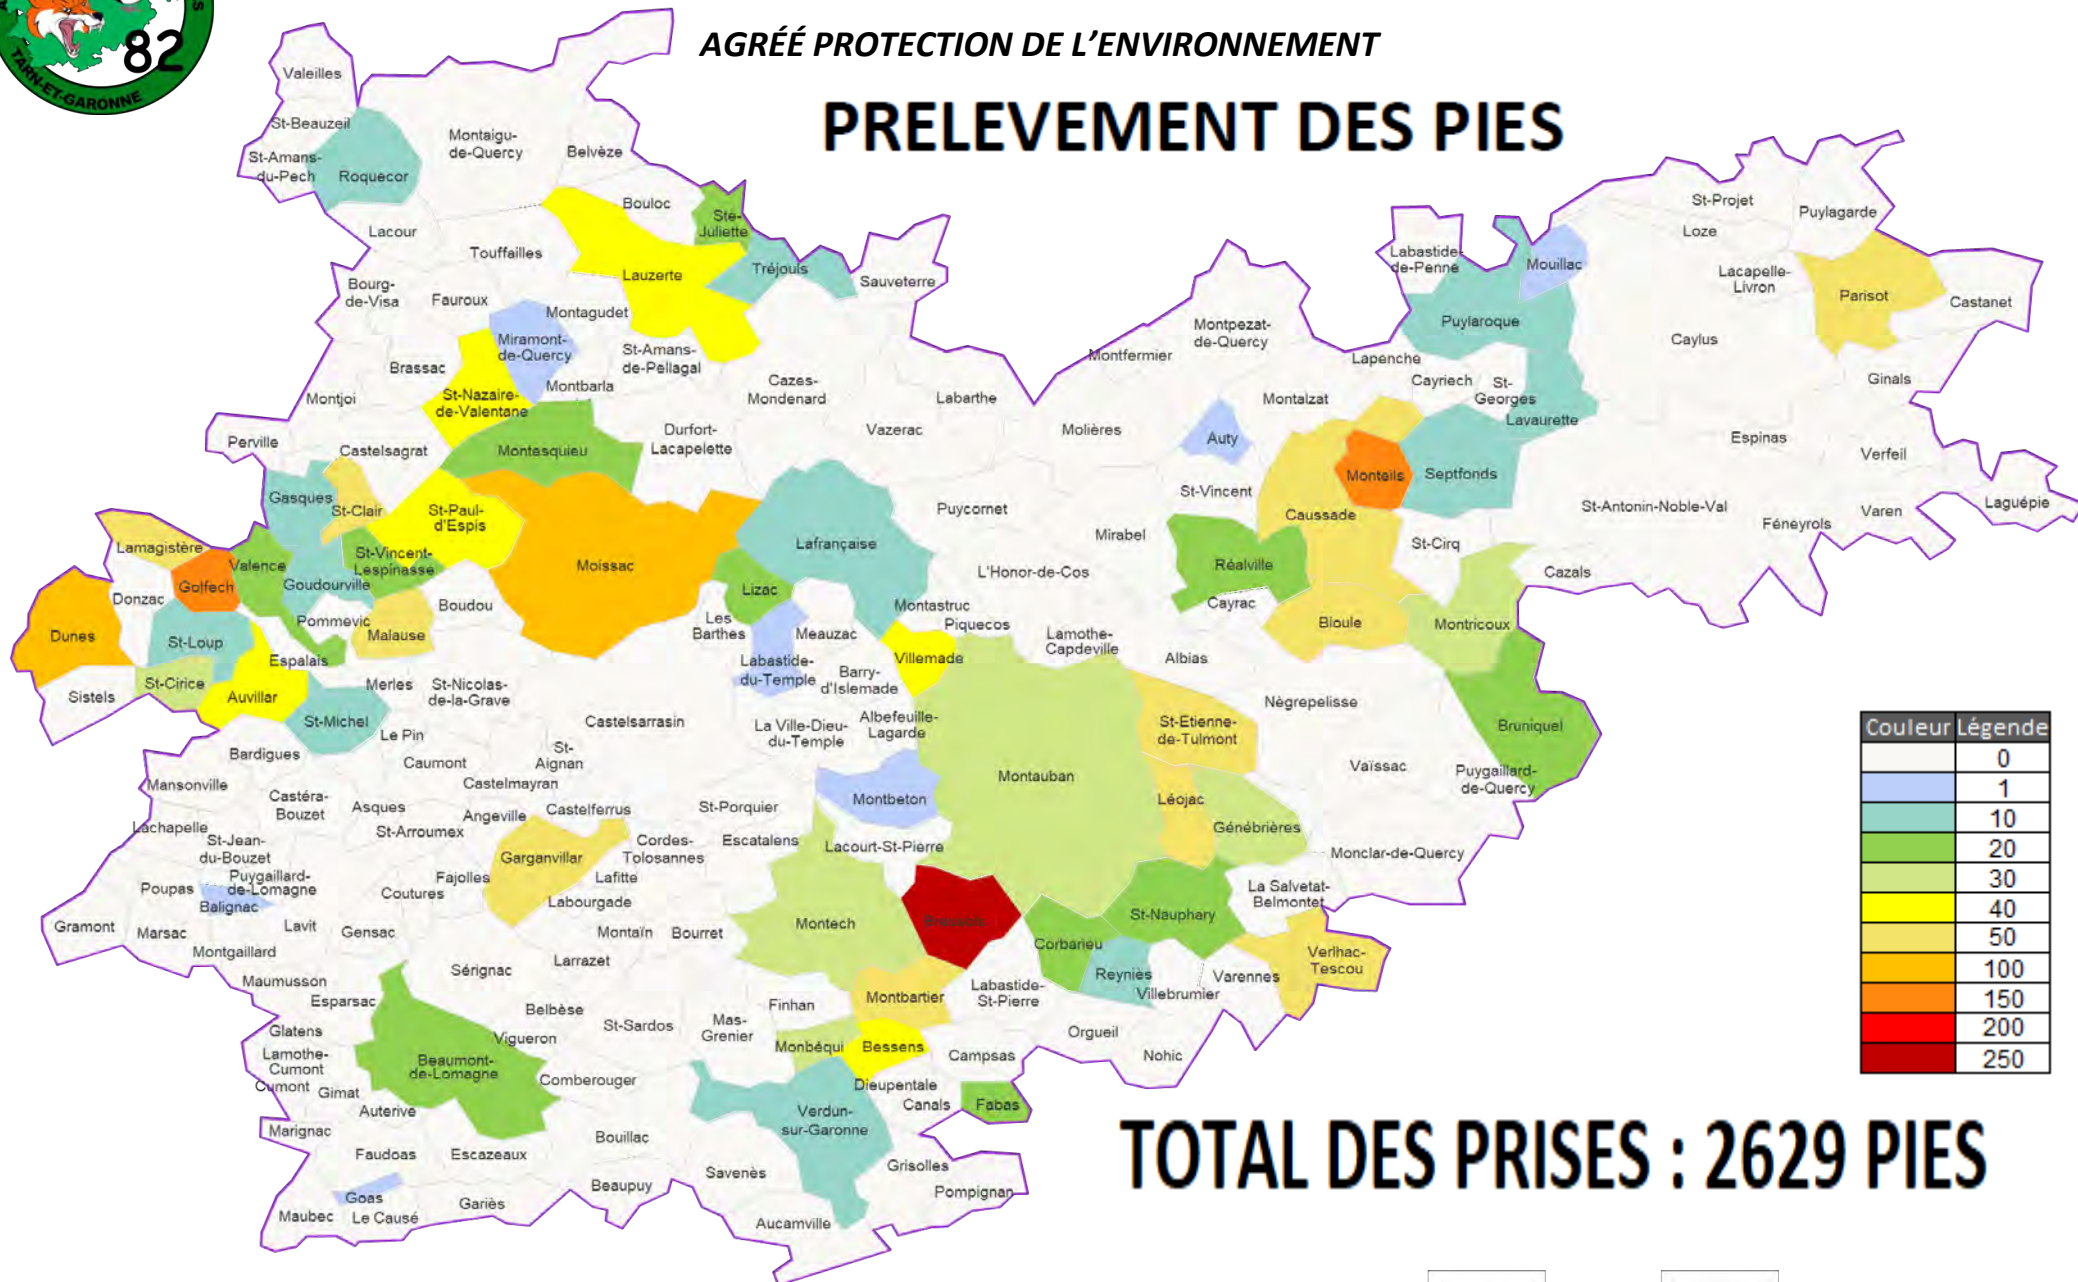 82
TARN-ET-GARONNE
AGRÉÉ PROTECTION DE L'ENVIRONNEMENT
PRELEVEMENT DES PIES
Valeilles
St-Beauzeil
St-Amans-
du-Pech
Roquecor
Montaigu-
de-Quercy
Belvèze
Bouloc
Ste-
Juliette
Lacour
Touffailles
Lauzerte
Tréjouls
Sauveterre
Bourg-
de-Visa
Fauroux
Montagudet
Miramont-
de-Quercy
St-Amans-
de-Pellagal
Brassac
Montbarla
Cazes-
Mondenard
Labarthe
Montjoi
St-Nazaire-
de-Valentane
Perville
Castelsagrat
Montesquieu
Durfort-
Lacapelette
Vazerac
Molières
Montfermier
Montpezat-
de-Quercy
Labastide-
de-Penne
Mouillac
Puylaroque
Lapenche
Cayriech
St-
Georges
Lavaurette
Montalzat
Auty
St-Projet
Puylagarde
Loze
Lacapelle-
Livron
Parisot
Castanet
Caylus
Ginals
Espinas
Verfeil
Laguépie
Varen
Féneyrols
St-Antonin-Noble-Val
Monteils
Septfonds
St-Vincent
Caussade
St-Cirq
Cazals
Gasques
St-Clair
St-Paul-
d'Espis
Moissac
Lafrançaise
Puycornet
Mirabel
Réalville
L'Honor-de-Cos
Lamagistère
Golfech
Valence
St-Vincent-
Lespinasse
Goudourville
Donzac
Dunes
St-Loup
Pommevic
Malause
Boudou
Lizac
Les
Barthes
Meauzac
Montastruc
Piquecos
Lamothe-
Capdeville
Cayrac
Bioule
Montricoux
Albias
Espalais
Sistels
St-Cirice
Auvillar
St-Michel
Merles
St-Nicolas-
de-la-Grave
Labastide-
du-Temple
Barry-
d'Islemade
Villemade
Nègrepelisse
Bruniquel
Le Pin
Castelsarrasin
La Ville-Dieu-
du-Temple
Albefeuille-
Lagarde
St-Etienne-
de-Tulmont
Bardigues
Caumont
St-
Aignan
Castelmayran
Montauban
Vaïssac
Puygaillard-
de-Quercy
Mansonville
Castéra-
Bouzet
Asques
Angeville
Castelferrus
St-Porquier
Montbeton
Léojac
Génébrières
Lachapelle
St-Arroumex
St-Jean-
du-Bouzet
Garganvillar
Cordes-
Tolosannes
Escatalens
Lacourt-St-Pierre
Monclar-de-Quercy
Poupas
Puygaillard-
de-Lomagne
Balignac
Coutures
Fajolles
Lafitte
Labourgade
La Salvetat-
Belmontet
Gramont
Marsac
Lavit
Gensac
Montaïn
Bourret
Montech
Bressols
Corbarieu
St-Nauphary
Montgaillard
Larrazet
Sérignac
Verlhac-
Tescou
Maumusson
Reyniès
Varennes
Villebrumier
Esparsac
Belbèse
Finhan
Montbartier
Labastide-
St-Pierre
Glatens
Vigueron
St-Sardos
Mas-
Grenier
Monbéqui
Bessens
Orgueil
Lamothe-
Cumont
Cumont
Beaumont-
de-Lomagne
Campsas
Nohic
Gimat
Comberouger
Dieupentale
Auterive
Verdun-
sur-Garonne
Canals
Fabas
Marignac
Bouillac
Faudoas
Escazeaux
Savenès
Grisolles
Goas
Beaupuy
Pompignan
Maubec
Le Causé
Gariès
Aucamville
Couleur Légende
0
1
10
20
30
40
50
100
150
200
250
TOTAL DES PRISES : 2629 PIES